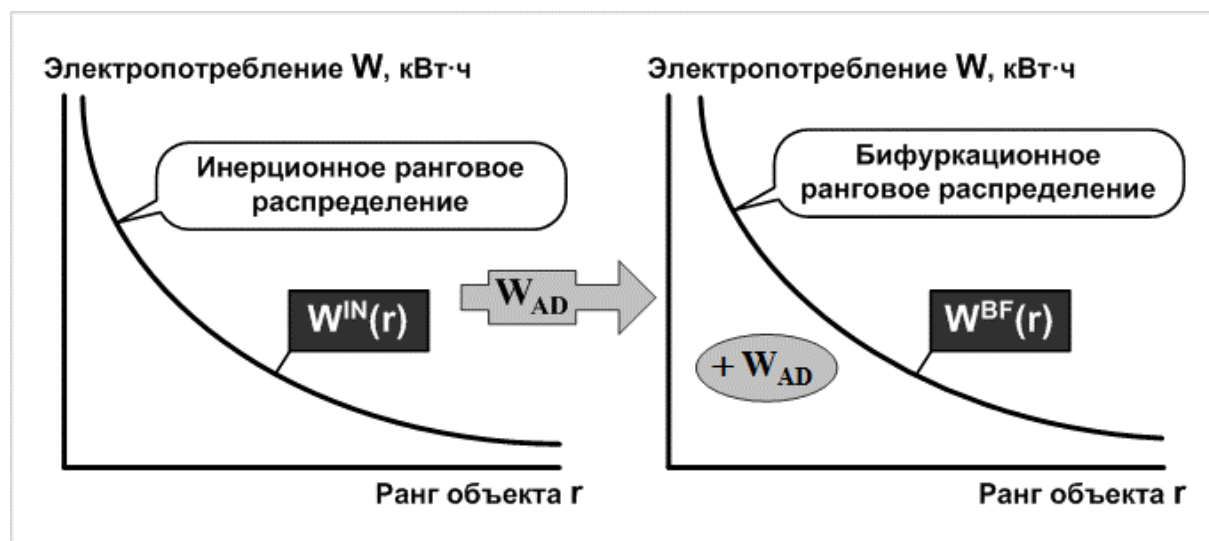 Электропотребление W, кВт·ч
Инерционное ранговое
распределение
W^IN(r)
Ранг объекта r
W_AD
Электропотребление W, кВт·ч
Бифуркационное
ранговое распределение
+ W_AD
W^BF(r)
Ранг объекта r